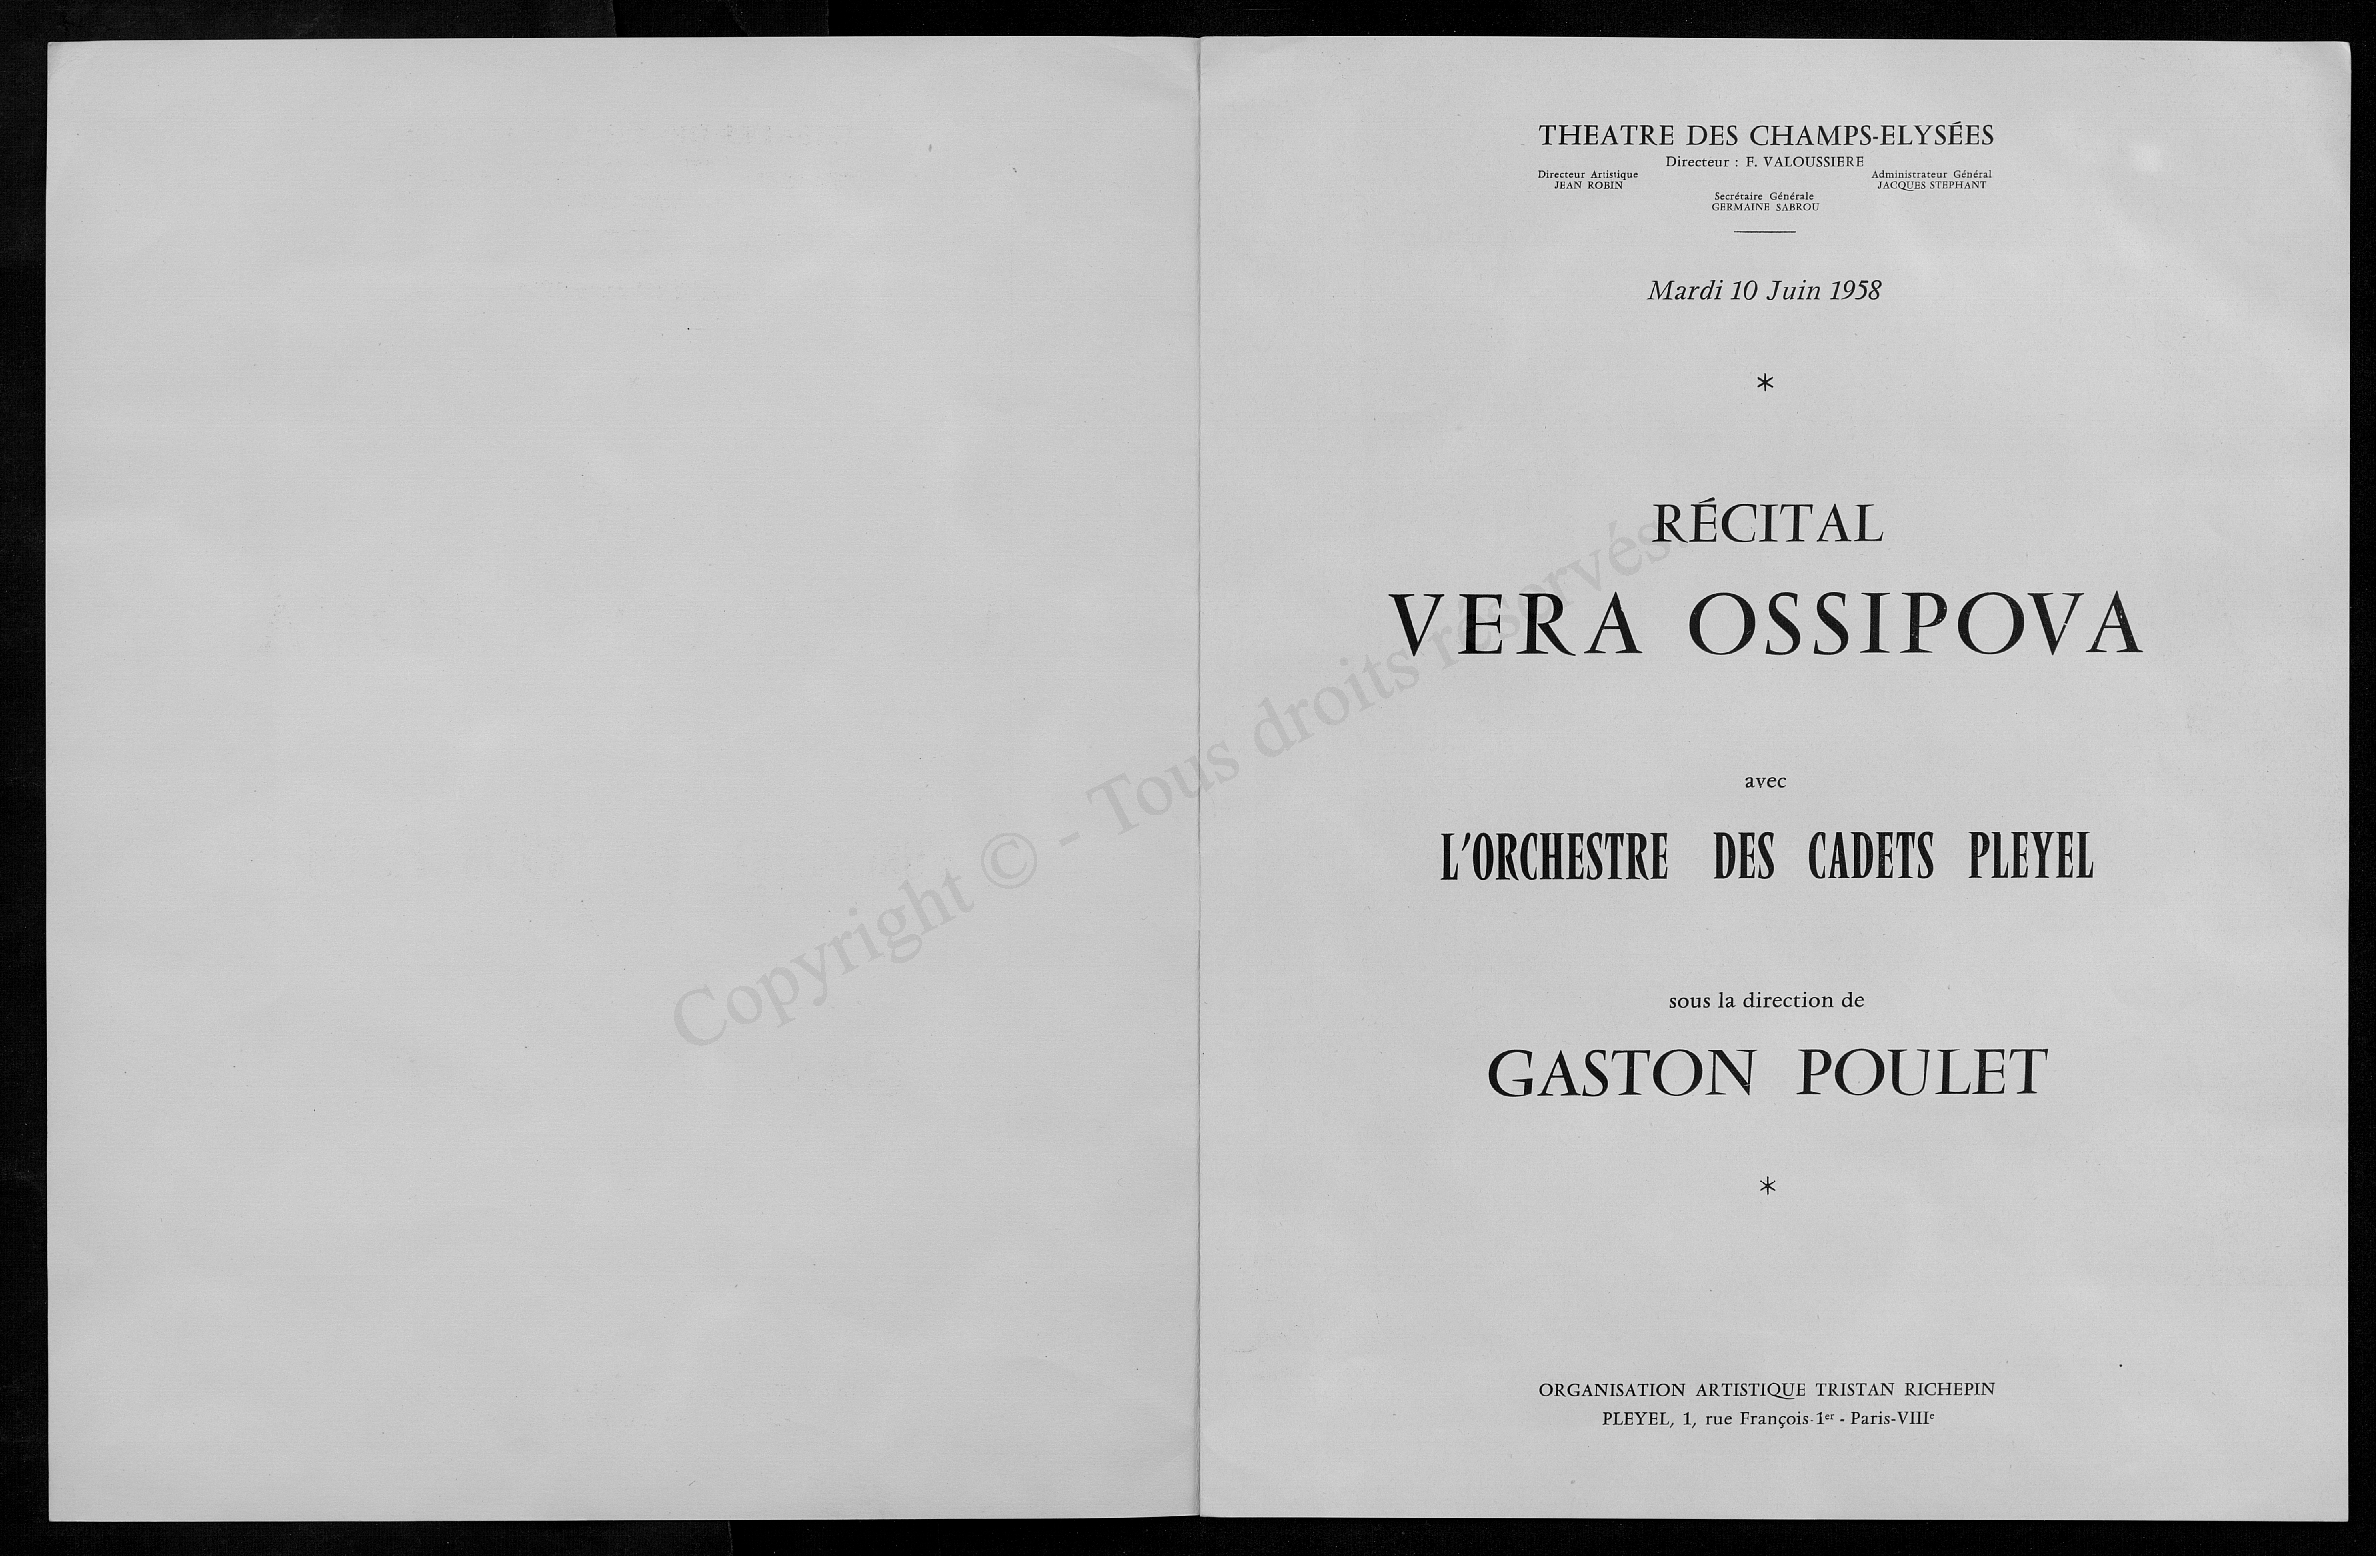 THEATRE DES CHAMPS-ELYSÉES
Directeur : F. VALOUSSIERE
Directeur Artistique
JEAN ROBIN
Administrateur Général
JACQUES STEPHANT
Secrétaire Générale
GERMAINE SABROU
Mardi 10 Juin 1958
*
RÉCITAL
VERA OSSIPOVA
avec
L'ORCHESTRE DES CADETS PLEYEL
sous la direction de
GASTON POULET
*
ORGANISATION ARTISTIQUE TRISTAN RICHEPIN
PLEYEL, 1, rue François-1er - Paris-VIIIe
Copyright © - Tous droits réservés.